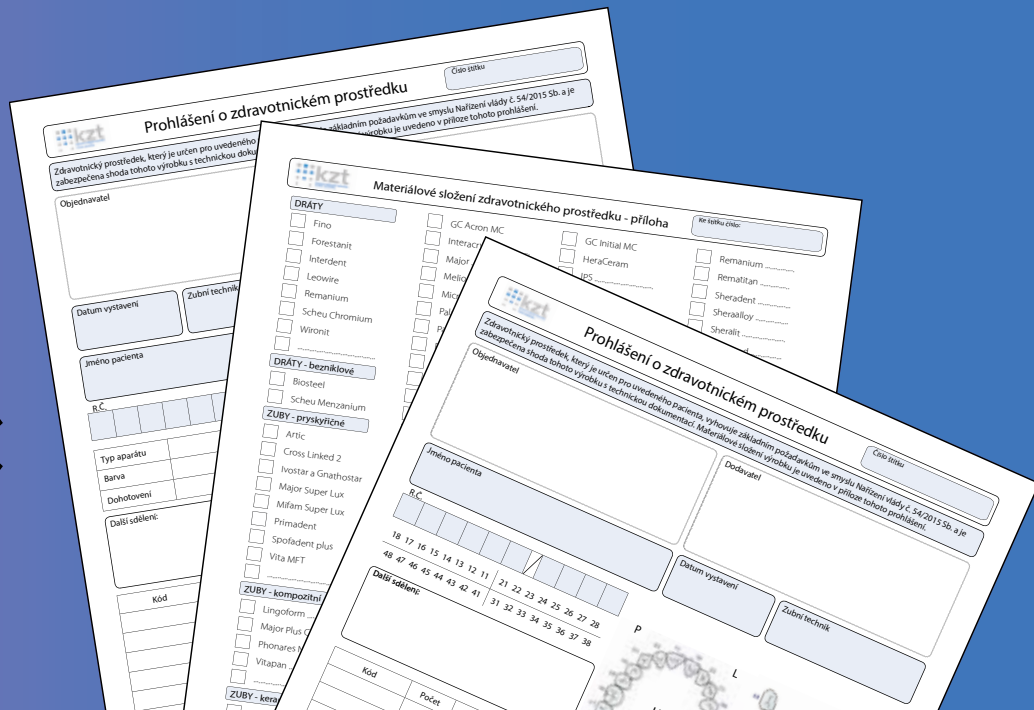 kzt
Prohlášení o zdravotnickém prostředku
Číslo štítku
Zdravotnický prostředek, který je určen pro uvedeného
základním požadavkům ve smyslu Nařízení vlády č. 54/2015 Sb. a je
zabezpečena shoda tohoto výrobku s technickou
výrobku je uvedeno v příloze tohoto prohlášení.
Objednavatel
Datum vystavení
Zubní technik
Jméno pacienta
R.Č.
Typ aparátu
Barva
Dohotovení
Další sdělení:
Kód
kzt
Materiálové složení zdravotnického prostředku - příloha
Ke štítku číslo:
DRÁTY
Fino
Forestanit
Interdent
Leowire
Remanium
Scheu Chromium
Wironit
DRÁTY - bezniklové
Biosteel
Scheu Menzanium
ZUBY - pryskyřičné
Artic
Cross Linked 2
Ivostar a Gnathostar
Major Super Lux
Mifam Super Lux
Primadent
Spofadent plus
Vita MFT
ZUBY - kompozitní
Lingoform
Major Plus
Phonares
Vitapan
ZUBY - kera
GC Acron MC
Interacr
Major
GC Initial MC
HeraCeram
IPS
Remanium
Rematitan
Sheradent
Sheraalloy
Sheralit
kzt
Prohlášení o zdravotnickém prostředku
Číslo štítku
Zdravotnický prostředek, který je určen pro uvedeného pacienta, vyhovuje základním požadavkům ve smyslu Nařízení vlády č. 54/2015 Sb. a je
zabezpečena shoda tohoto výrobku s technickou dokumentací. Materiálové složení výrobku je uvedeno v příloze tohoto prohlášení.
Objednavatel
Dodavatel
Jméno pacienta
R.Č.
Datum vystavení
Zubní technik
18 17 16 15 14 13 12 11 21 22 23 24 25 26 27 28
48 47 46 45 44 43 42 41 31 32 33 34 35 36 37 38
Další sdělení:
P
L
Kód
Počet